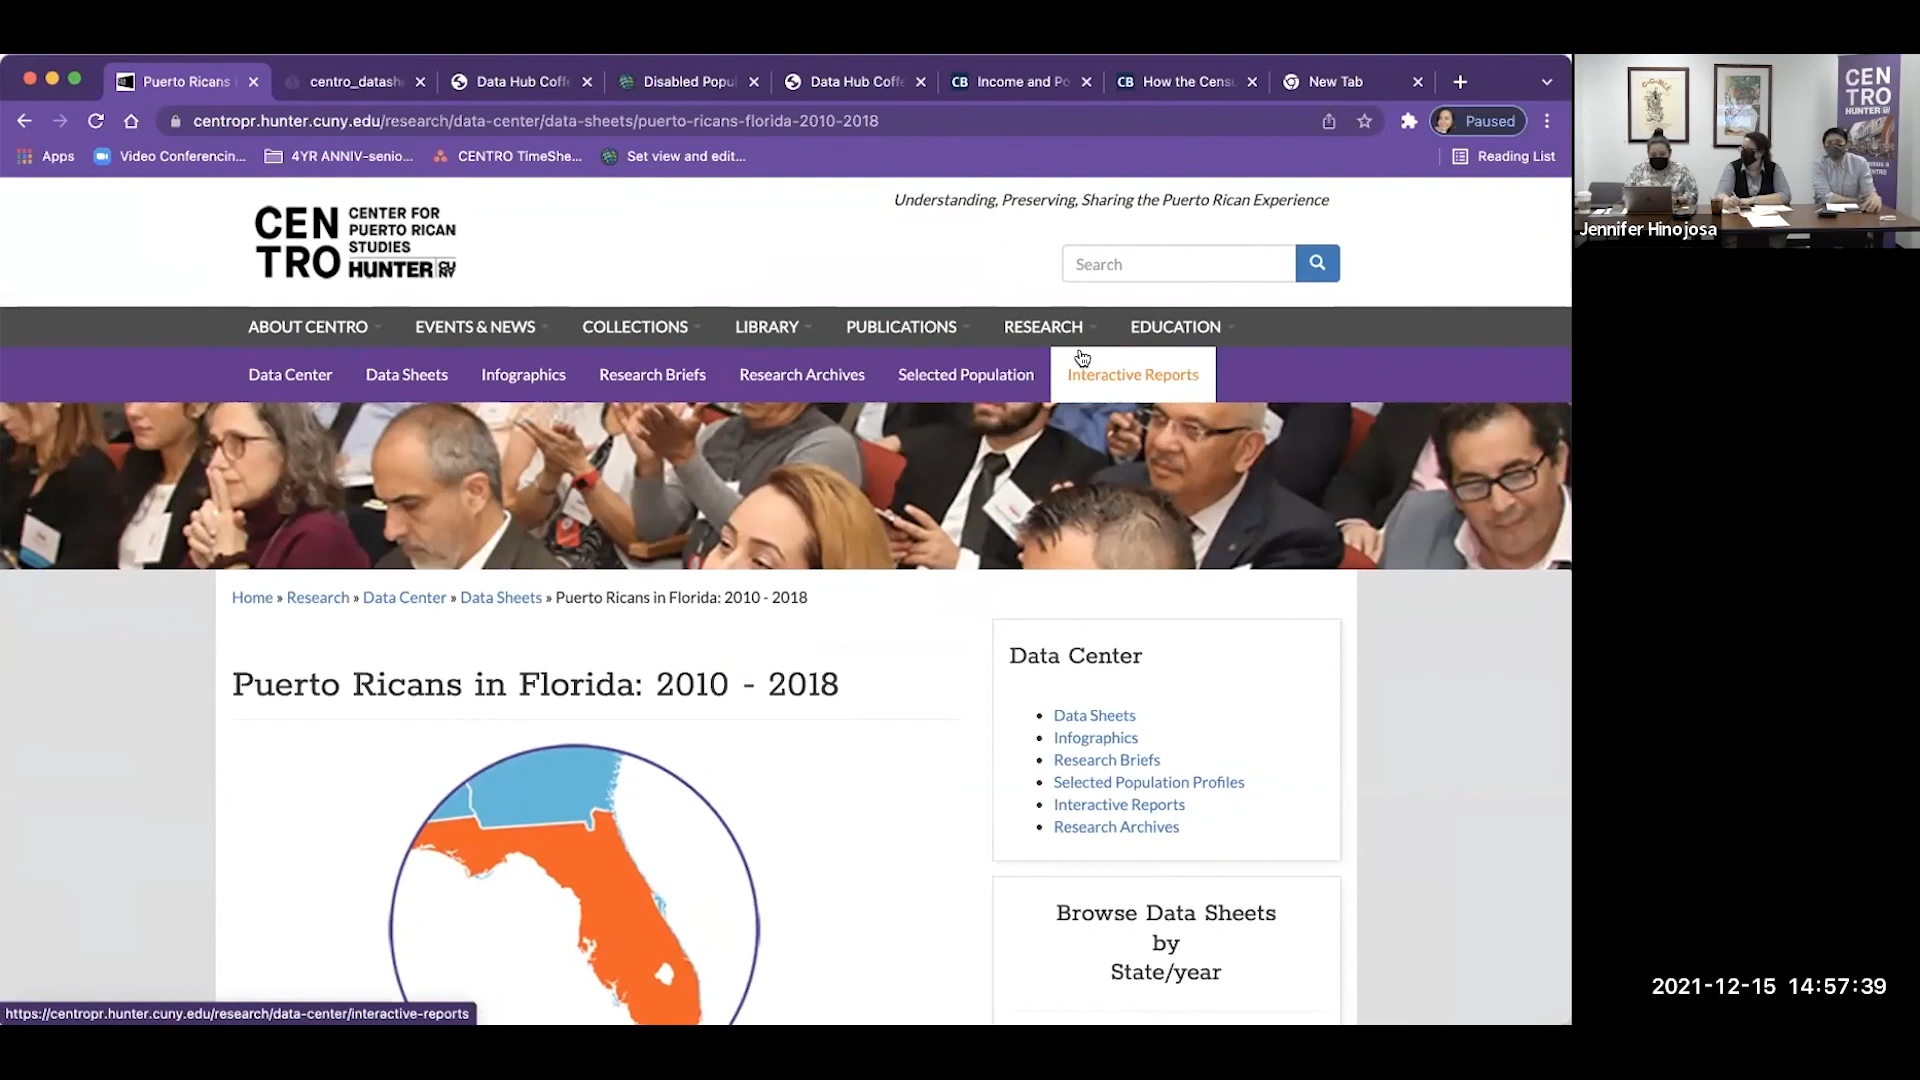 Puerto Ricans
centro_datash
Data Hub Coffe
Disabled Popul
Data Hub Coffe
CB Income and Po
CB How the Censu
New Tab
centropr.hunter.cuny.edu/research/data-center/data-sheets/puerto-ricans-florida-2010-2018
Paused
Apps
Video Conferencin...
4YR ANNIV-senio...
CENTRO TimeShe...
Set view and edit...
Reading List
CEN
TRO
CENTER FOR
PUERTO RICAN
STUDIES
HUNTER
Understanding, Preserving, Sharing the Puerto Rican Experience
Search
ABOUT CENTRO
EVENTS & NEWS
COLLECTIONS
LIBRARY
PUBLICATIONS
RESEARCH
EDUCATION
Data Center
Data Sheets
Infographics
Research Briefs
Research Archives
Selected Population
Interactive Reports
Home » Research » Data Center » Data Sheets » Puerto Ricans in Florida: 2010 - 2018
Puerto Ricans in Florida: 2010 - 2018
Data Center
Data Sheets
Infographics
Research Briefs
Selected Population Profiles
Interactive Reports
Research Archives
Browse Data Sheets
by
State/year
https://centropr.hunter.cuny.edu/research/data-center/interactive-reports
CEN
TRO
HUNTER
Jennifer Hinojosa
2021-12-15 14:57:39